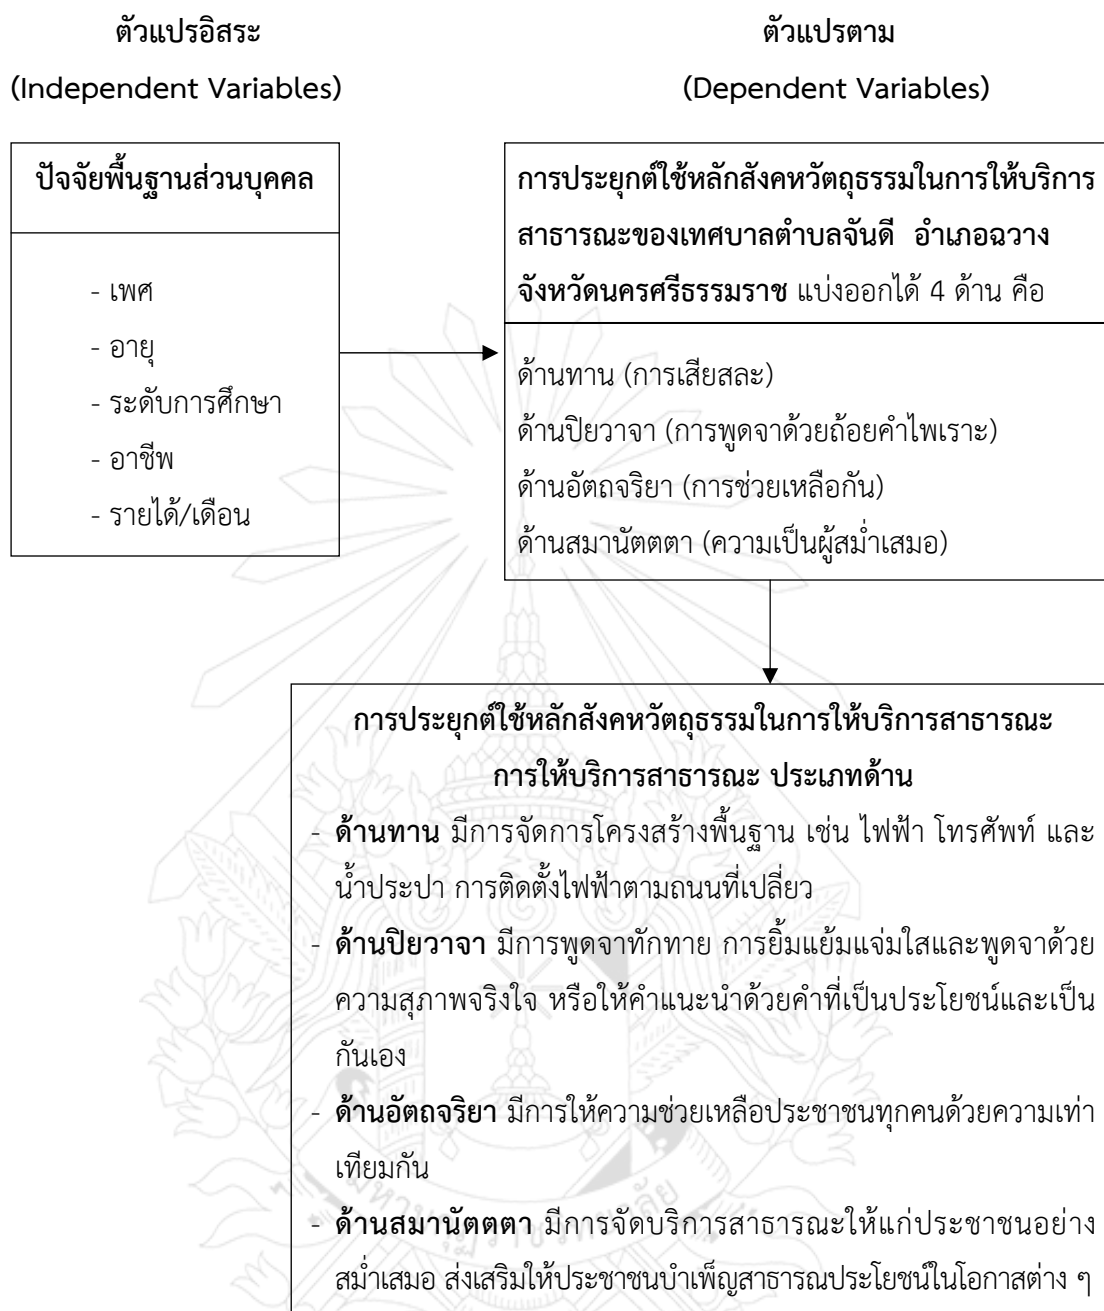 ตัวแปรอิสระ
(Independent Variables)
ตัวแปรตาม
(Dependent Variables)
ปัจจัยพื้นฐานส่วนบุคคล
- เพศ
- อายุ
- ระดับการศึกษา
- อาชีพ
- รายได้/เดือน
การประยุกต์ใช้หลักสังคหวัตถุธรรมในการให้บริการ
สาธารณะของเทศบาลตำบลจันดี อำเภอฉวาง
จังหวัดนครศรีธรรมราช แบ่งออกได้ 4 ด้าน คือ
ด้านทาน (การเสียสละ)
ด้านปิยวาจา (การพูดจาด้วยถ้อยคำไพเราะ)
ด้านอัตถจริยา (การช่วยเหลือกัน)
ด้านสมานัตตตา (ความเป็นผู้สม่ำเสมอ)
การประยุกต์ใช้หลักสังคหวัตถุธรรมในการให้บริการสาธารณะ
การให้บริการสาธารณะ ประเภทด้าน
- ด้านทาน มีการจัดการโครงสร้างพื้นฐาน เช่น ไฟฟ้า โทรศัพท์ และ
น้ำประปา การติดตั้งไฟฟ้าตามถนนที่เปลี่ยว
- ด้านปิยวาจา มีการพูดจาทักทาย การยิ้มแย้มแจ่มใสและพูดจาด้วย
ความสุภาพจริงใจ หรือให้คำแนะนำด้วยคำที่เป็นประโยชน์และเป็น
กันเอง
- ด้านอัตถจริยา มีการให้ความช่วยเหลือประชาชนทุกคนด้วยความเท่า
เทียมกัน
- ด้านสมานัตตตา มีการจัดบริการสาธารณะให้แก่ประชาชนอย่าง
สม่ำเสมอ ส่งเสริมให้ประชาชนบำเพ็ญสาธารณประโยชน์ในโอกาสต่าง ๆ
มหามกุฏราชวิทยาลัย